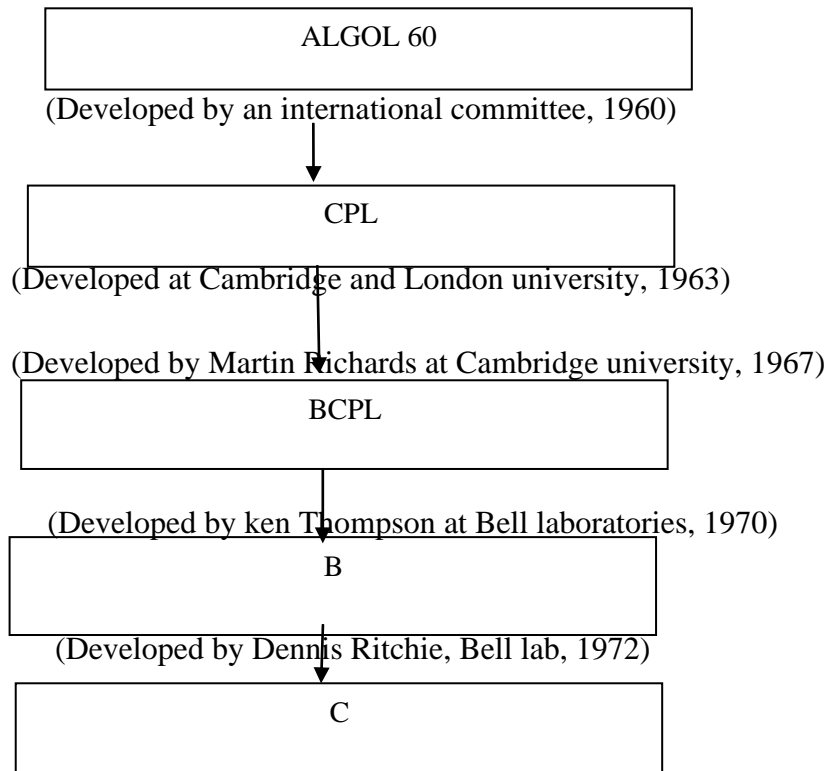 ALGOL 60
(Developed by an international committee, 1960)
CPL
(Developed at Cambridge and London university, 1963)
(Developed by Martin Richards at Cambridge university, 1967)
BCPL
(Developed by ken Thompson at Bell laboratories, 1970)
B
(Developed by Dennis Ritchie, Bell lab, 1972)
C